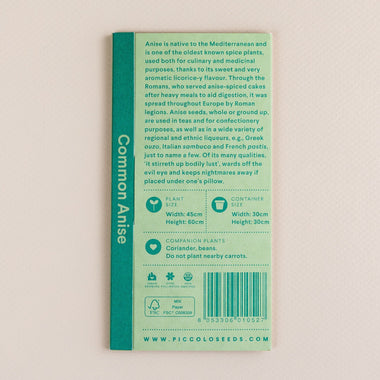 Anise is native to the Mediterranean and
is one of the oldest known spice plants,
used both for culinary and medicinal
purposes, thanks to its sweet and very
aromatic licorice-y flavour. Through the
Romans, who served anise-spiced cakes
after heavy meals to aid digestion, it was
spread throughout Europe by Roman
legions. Anise seeds, whole or ground up,
are used in teas and for confectionery
purposes, as well as in a wide variety of
regional and ethnic liqueurs, e.g., Greek
ouzo, Italian sambuca and French pastis,
just to name a few. Of its many qualities,
'it stirreth up bodily lust', wards off the
evil eye and keeps nightmares away if
placed under one's pillow.
Common Anise
PLANT
SIZE
Width: 45cm
Height: 60cm
CONTAINER
SIZE
Width: 30cm
Height: 30cm
COMPANION PLANTS
Coriander, beans.
Do not plant nearby carrots.
FSC
MIX
Paper
8 053306 010527
WWW.PICCOLOSEEDS.COM